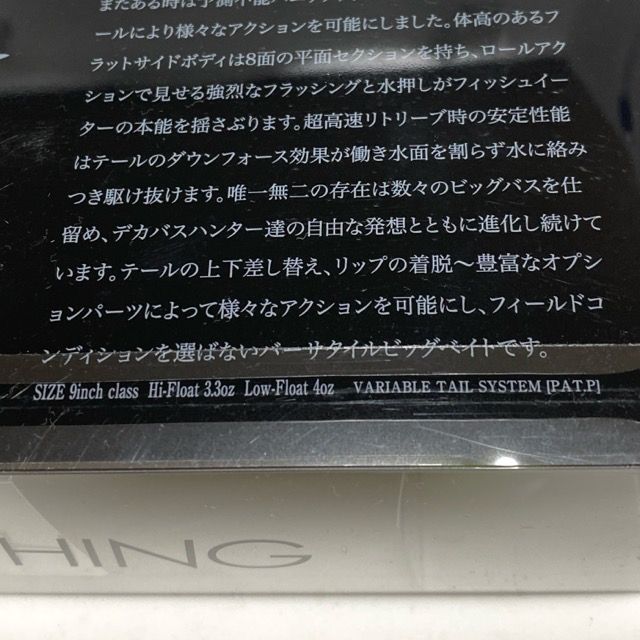 またある時は予測不能
ールにより様々なアクションを可能にしました。体高のあるフ
ラットサイドボディは8面の平面セクションを持ち、ロールアク
ションで見せる強烈なフラッシングと水押しがフィッシュイー
ターの本能を揺さぶります。超高速リトリーブ時の安定性能
はテールのダウンフォース効果が働き水面を割らず水に絡み
つき駆け抜けます。唯一無二の存在は数々のビッグバスを仕
留め、デカバスハンター達の自由な発想とともに進化し続けて
います。テールの上下差し替え、リップの着脱〜豊富なオプシ
ョンパーツによって様々なアクションを可能にし、フィールドコ
ンディションを選ばないバーサタイルビッグベイトです。
SIZE 9inch class Hi-Float 3.3oz Low-Float 4oz VARIABLE TAIL SYSTEM [PAT.P]
HING